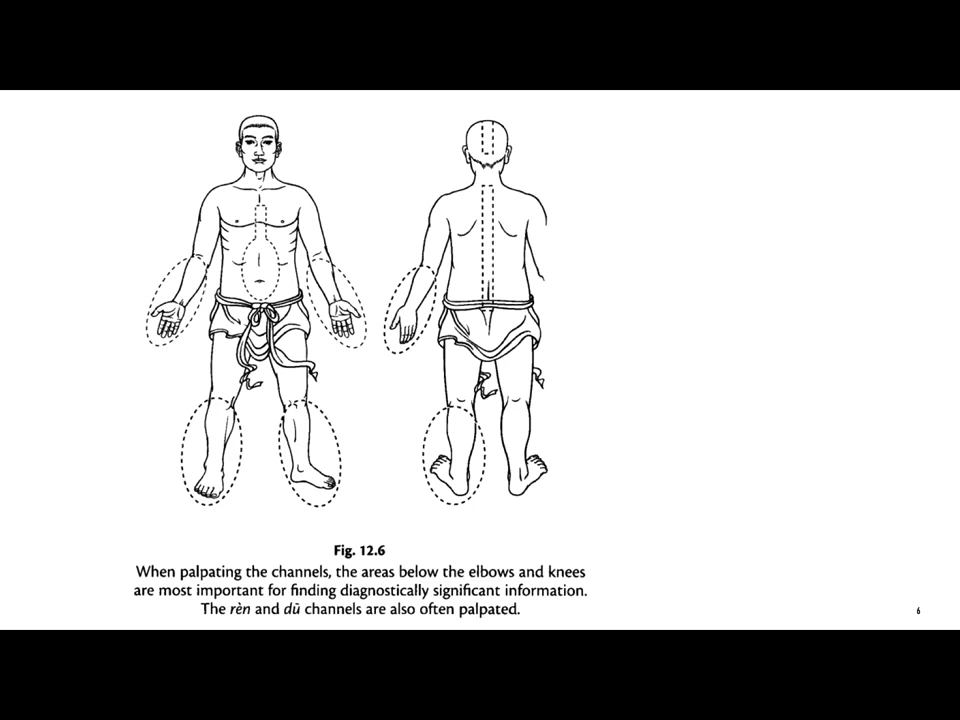 Fig. 12.6
When palpating the channels, the areas below the elbows and knees
are most important for finding diagnostically significant information.
The rèn and dū channels are also often palpated.
6